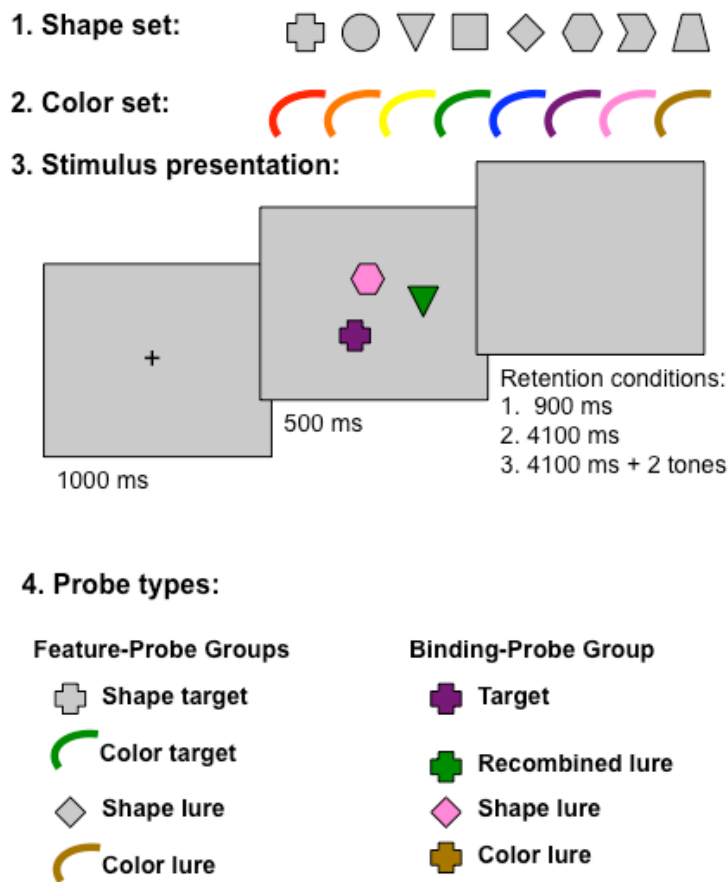 1. Shape set:
2. Color set:
3. Stimulus presentation:
+
1000 ms
500 ms
Retention conditions:
1.  900 ms
2. 4100 ms
3. 4100 ms + 2 tones
4. Probe types:
Feature-Probe Groups
Shape target
Color target
Shape lure
Color lure
Binding-Probe Group
Target
Recombined lure
Shape lure
Color lure